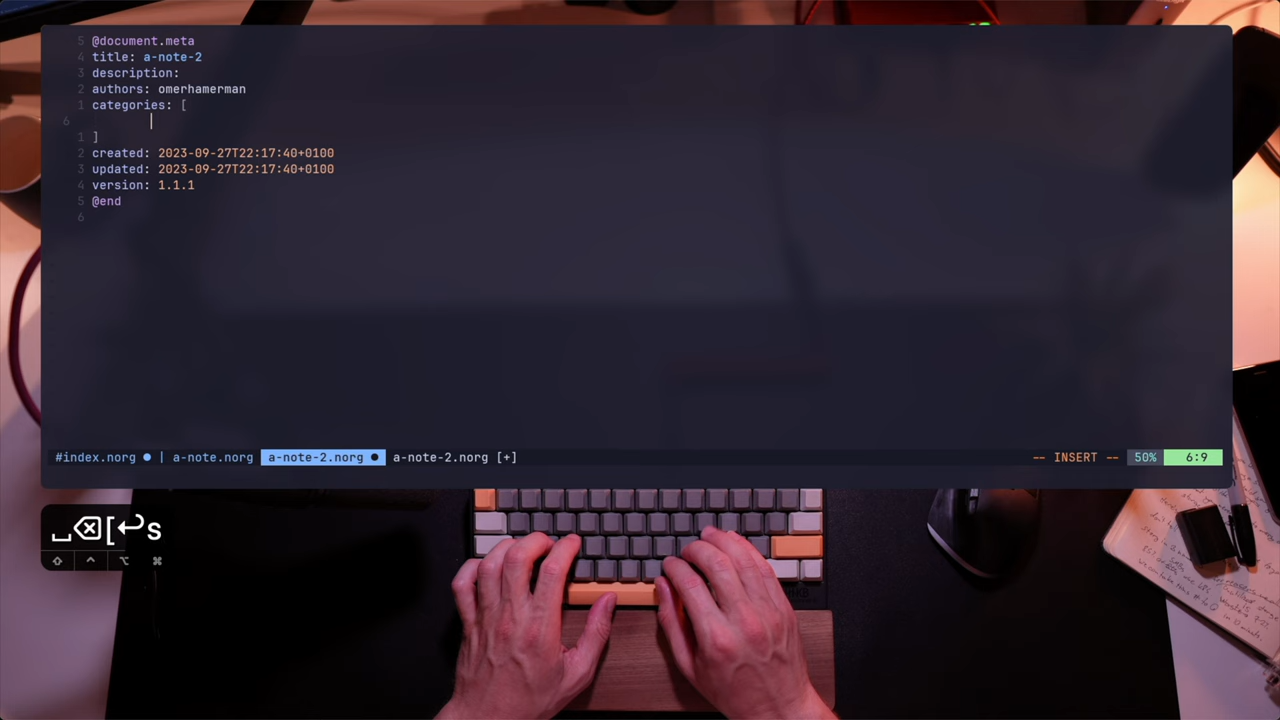 5 @document.meta
4 title: a-note-2
3 description:
2 authors: omerhamerman
1 categories: [
6
1 ]
2 created: 2023-09-27T22:17:40+0100
3 updated: 2023-09-27T22:17:40+0100
4 version: 1.1.1
5 @end
6
#index.norg ● | a-note.norg a-note-2.norg ● a-note-2.norg [+] -- INSERT -- 50% 6:9
␣⌫[↩s
⇧ ^ ⌥ ⌘